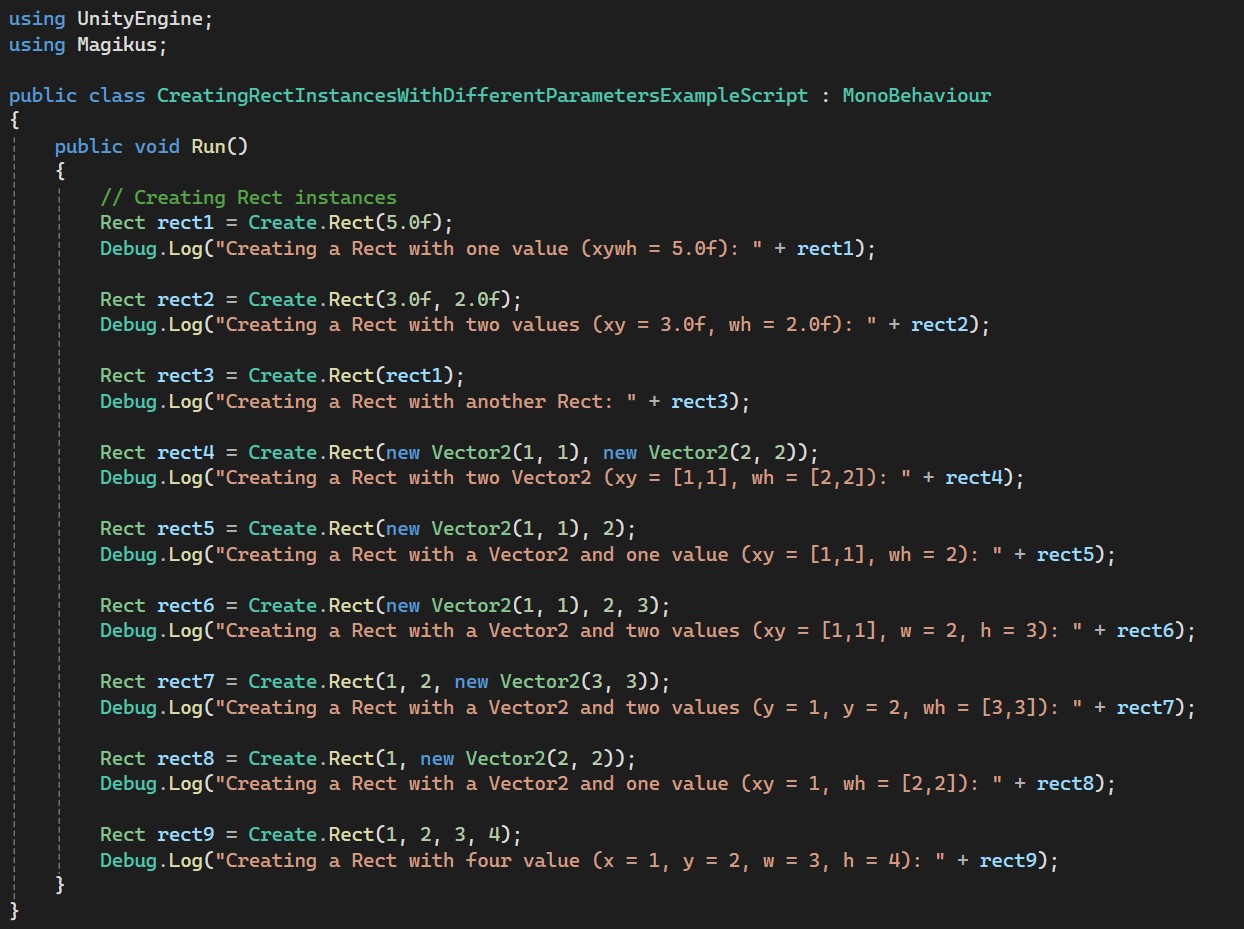 using UnityEngine;
using Magikus;

public class CreatingRectInstancesWithDifferentParametersExampleScript : MonoBehaviour
{
    public void Run()
    {
        // Creating Rect instances
        Rect rect1 = Create.Rect(5.0f);
        Debug.Log("Creating a Rect with one value (xywh = 5.0f): " + rect1);

        Rect rect2 = Create.Rect(3.0f, 2.0f);
        Debug.Log("Creating a Rect with two values (xy = 3.0f, wh = 2.0f): " + rect2);

        Rect rect3 = Create.Rect(rect1);
        Debug.Log("Creating a Rect with another Rect: " + rect3);

        Rect rect4 = Create.Rect(new Vector2(1, 1), new Vector2(2, 2));
        Debug.Log("Creating a Rect with two Vector2 (xy = [1,1], wh = [2,2]): " + rect4);

        Rect rect5 = Create.Rect(new Vector2(1, 1), 2);
        Debug.Log("Creating a Rect with a Vector2 and one value (xy = [1,1], wh = 2): " + rect5);

        Rect rect6 = Create.Rect(new Vector2(1, 1), 2, 3);
        Debug.Log("Creating a Rect with a Vector2 and two values (xy = [1,1], w = 2, h = 3): " + rect6);

        Rect rect7 = Create.Rect(1, 2, new Vector2(3, 3));
        Debug.Log("Creating a Rect with a Vector2 and two values (y = 1, y = 2, wh = [3,3]): " + rect7);

        Rect rect8 = Create.Rect(1, new Vector2(2, 2));
        Debug.Log("Creating a Rect with a Vector2 and one value (xy = 1, wh = [2,2]): " + rect8);

        Rect rect9 = Create.Rect(1, 2, 3, 4);
        Debug.Log("Creating a Rect with four value (x = 1, y = 2, w = 3, h = 4): " + rect9);
    }
}